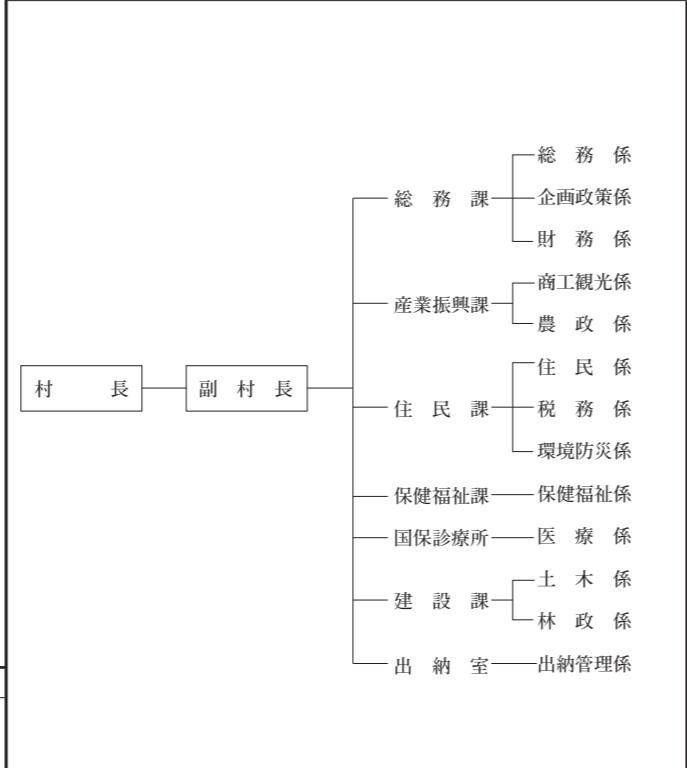 総務係
総務課
企画政策係
財務係
商工観光係
産業振興課
農政係
住民係
村長
副村長
住民課
税務係
環境防災係
保健福祉課
保健福祉係
国保診療所
医療係
土木係
建設課
林政係
出納室
出納管理係